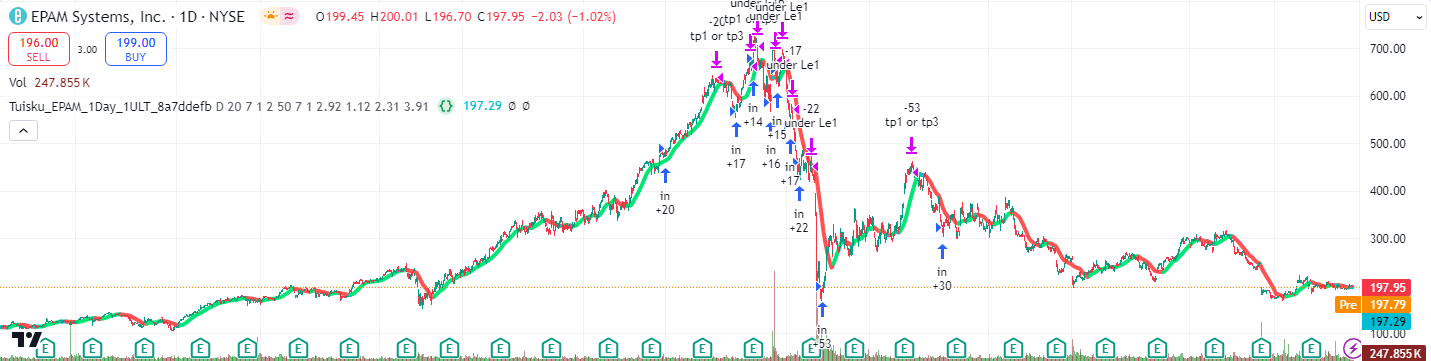 EPAM Systems, Inc. · 1D · NYSE O199.45 H200.01 L196.70 C197.95 −2.03 (−1.02%)
USD
196.00
SELL
3.00
199.00
BUY
Vol 247.855 K
Tuisku_EPAM_1Day_1ULT_8a7ddefb D 20 7 1 2 50 7 1 2 2.92 1.12 2.31 3.91 {} 197.29 Ø Ø
700.00
600.00
500.00
400.00
300.00
197.95
Pre 197.79
197.29
100.00
247.855 K
tp1 or tp3
under Le1
-17
under Le1
-22
under Le1
-53
tp1 or tp3
in
+20
in
+17
in
+14
in
+16
in
+15
in
+17
in
+22
in
+53
in
+30
E E E E E E E E E E E E E E E E E E E E E E E E E